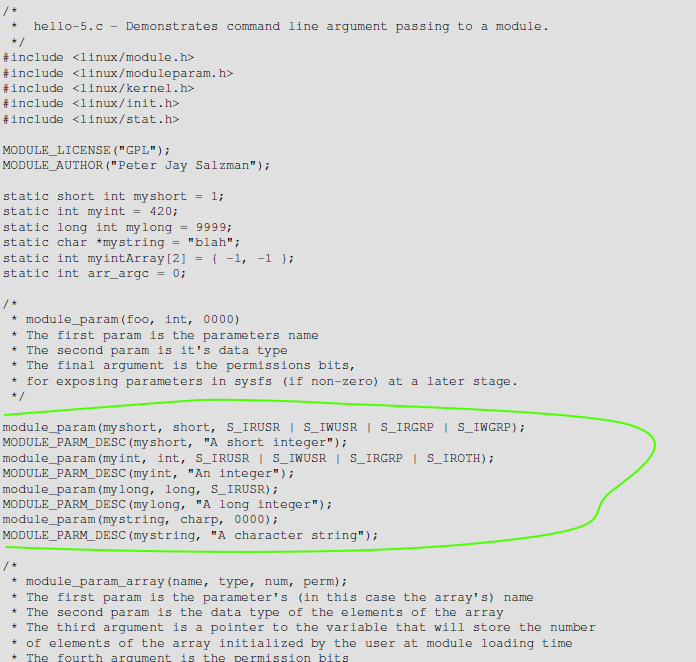 /*
 *  hello-5.c - Demonstrates command line argument passing to a module.
 */
#include <linux/module.h>
#include <linux/moduleparam.h>
#include <linux/kernel.h>
#include <linux/init.h>
#include <linux/stat.h>

MODULE_LICENSE("GPL");
MODULE_AUTHOR("Peter Jay Salzman");

static short int myshort = 1;
static int myint = 420;
static long int mylong = 9999;
static char *mystring = "blah";
static int myintArray[2] = { -1, -1 };
static int arr_argc = 0;

/*
 * module_param(foo, int, 0000)
 * The first param is the parameters name
 * The second param is it's data type
 * The final argument is the permissions bits,
 * for exposing parameters in sysfs (if non-zero) at a later stage.
 */

module_param(myshort, short, S_IRUSR | S_IWUSR | S_IRGRP | S_IWGRP);
MODULE_PARM_DESC(myshort, "A short integer");
module_param(myint, int, S_IRUSR | S_IWUSR | S_IRGRP | S_IROTH);
MODULE_PARM_DESC(myint, "An integer");
module_param(mylong, long, S_IRUSR);
MODULE_PARM_DESC(mylong, "A long integer");
module_param(mystring, charp, 0000);
MODULE_PARM_DESC(mystring, "A character string");

/*
 * module_param_array(name, type, num, perm);
 * The first param is the parameter's (in this case the array's) name
 * The second param is the data type of the elements of the array
 * The third argument is a pointer to the variable that will store the number
 * of elements of the array initialized by the user at module loading time
 * The fourth argument is the permission bits